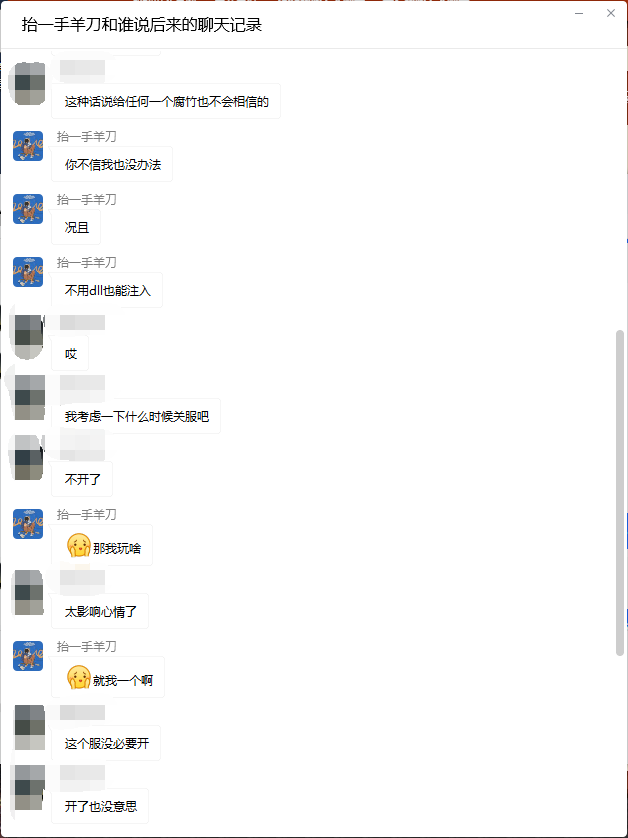 抬一手羊刀和谁说后来的聊天记录
这种话说给任何一个腐竹也不会相信的
抬一手羊刀
你不信我也没办法
抬一手羊刀
况且
抬一手羊刀
不用dll也能注入
哎
我考虑一下什么时候关服吧
不开了
抬一手羊刀
那我玩啥
太影响心情了
抬一手羊刀
就我一个啊
这个服没必要开
开了也没意思